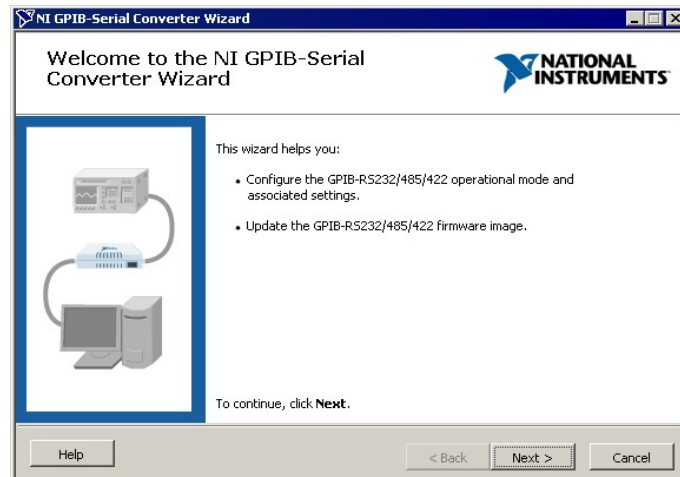 NI GPIB-Serial Converter Wizard
Welcome to the NI GPIB-Serial
Converter Wizard
NATIONAL
INSTRUMENTS
This wizard helps you:
• Configure the GPIB-RS232/485/422 operational mode and
associated settings.
• Update the GPIB-RS232/485/422 firmware image.
To continue, click Next.
Help
< Back
Next >
Cancel